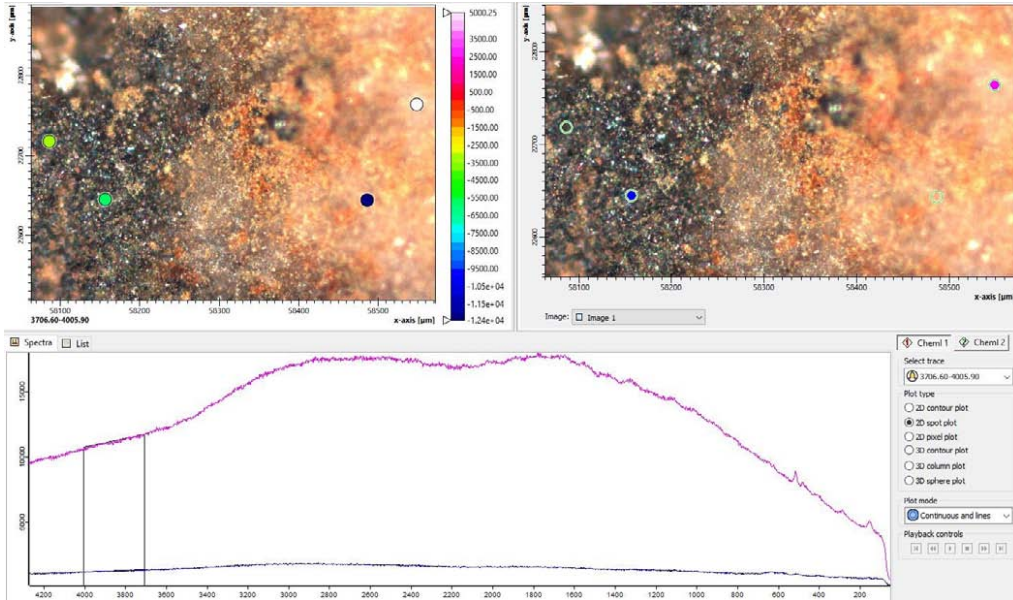 y-axis [µm]
22800
22700
22600
58100
58200
58300
58400
58500
x-axis [µm]
3706.60-4005.90
5000.25
3500.00
2500.00
1500.00
500.00
-500.00
-1500.00
-2500.00
-3500.00
-4500.00
-5500.00
-6500.00
-7500.00
-8500.00
-9500.00
-1.05e+04
-1.15e+04
-1.24e+04
y-axis [µm]
22800
22700
22600
58100
58200
58300
58400
58500
x-axis [µm]
Image:
Image 1
Spectra
List
15000
10000
5000
4200
4000
3800
3600
3400
3200
3000
2800
2600
2400
2200
2000
1800
1600
1400
1200
1000
800
600
400
200
ChemI 1
ChemI 2
Select trace
3706.60-4005.90
Plot type
2D contour plot
2D spot plot
2D pixel plot
3D contour plot
3D column plot
3D sphere plot
Plot mode
Continuous and lines
Playback controls